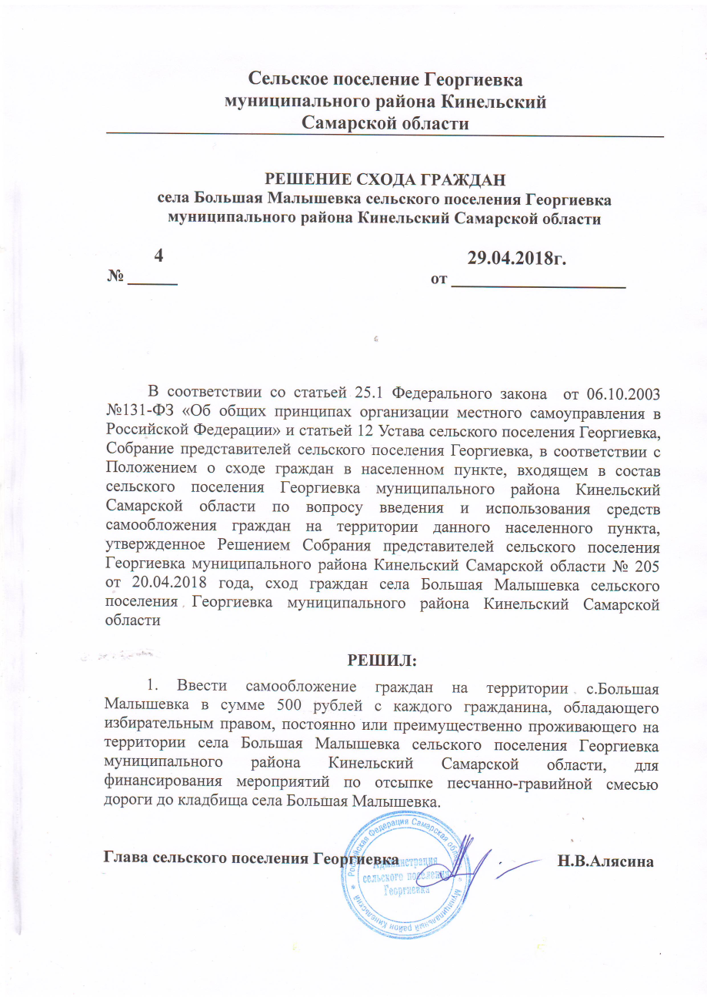 Сельское поселение Георгиевка
муниципального района Кинельский
Самарской области
РЕШЕНИЕ СХОДА ГРАЖДАН
села Большая Малышевка сельского поселения Георгиевка
муниципального района Кинельский Самарской области
4 29.04.2018г.
№ ______ от ____________________
В соответствии со статьей 25.1 Федерального закона от 06.10.2003
№131-ФЗ «Об общих принципах организации местного самоуправления в
Российской Федерации» и статьей 12 Устава сельского поселения Георгиевка,
Собрание представителей сельского поселения Георгиевка, в соответствии с
Положением о сходе граждан в населенном пункте, входящем в состав
сельского поселения Георгиевка муниципального района Кинельский
Самарской области по вопросу введения и использования средств
самообложения граждан на территории данного населенного пункта,
утвержденное Решением Собрания представителей сельского поселения
Георгиевка муниципального района Кинельский Самарской области № 205
от 20.04.2018 года, сход граждан села Большая Малышевка сельского
поселения Георгиевка муниципального района Кинельский Самарской
области
РЕШИЛ:
1. Ввести самообложение граждан на территории с.Большая
Малышевка в сумме 500 рублей с каждого гражданина, обладающего
избирательным правом, постоянно или преимущественно проживающего на
территории села Большая Малышевка сельского поселения Георгиевка
муниципального района Кинельский Самарской области, для
финансирования мероприятий по отсыпке песчанно-гравийной смесью
дороги до кладбища села Большая Малышевка.
Глава сельского поселения Георгиевка Н.В.Алясина
Российская Федерация Самарская
Муниципальный район Кинельский
Администрация
сельского поселения
Георгиевка